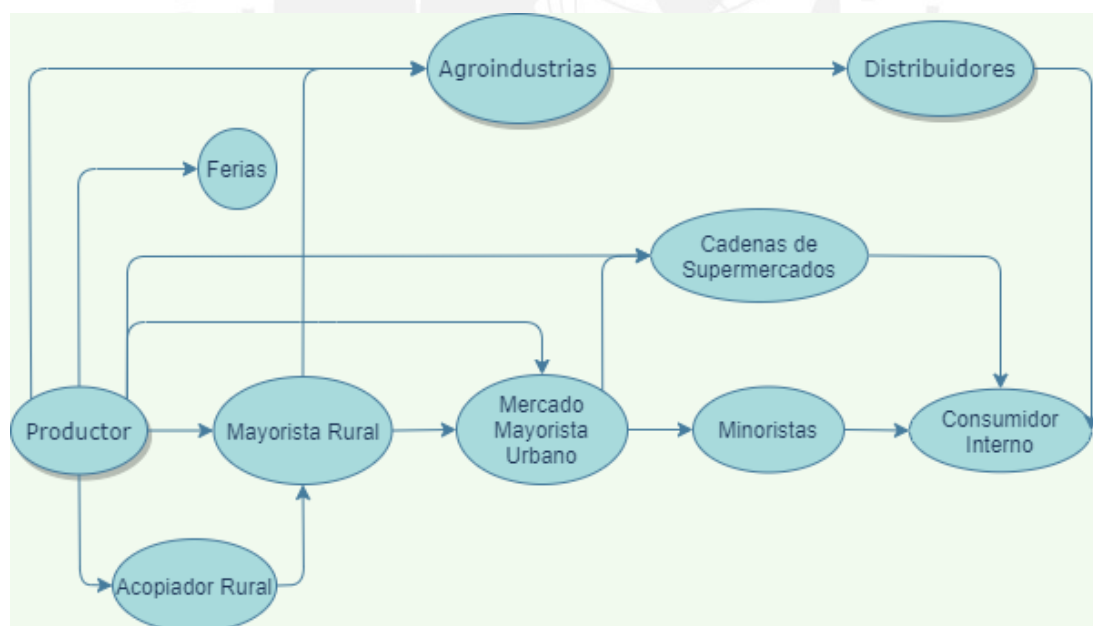 Agroindustrias
Distribuidores
Ferias
Cadenas de
Supermercados
Productor
Mayorista Rural
Mercado
Mayorista
Urbano
Minoristas
Consumidor
Interno
Acopiador Rural